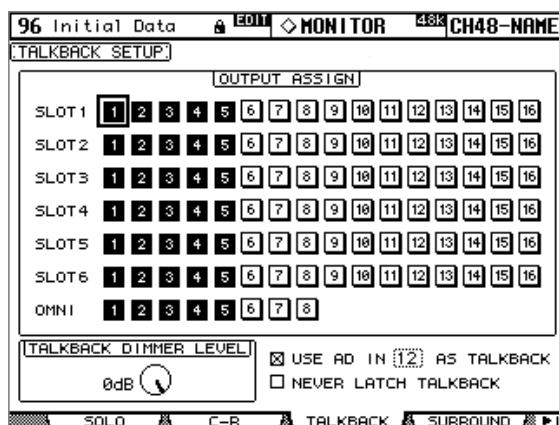 96 Initial Data EDIT ◇MONITOR 48K CH48-NAME
TALKBACK SETUP
OUTPUT ASSIGN
SLOT1 1 2 3 4 5 6 7 8 9 10 11 12 13 14 15 16
SLOT2 1 2 3 4 5 6 7 8 9 10 11 12 13 14 15 16
SLOT3 1 2 3 4 5 6 7 8 9 10 11 12 13 14 15 16
SLOT4 1 2 3 4 5 6 7 8 9 10 11 12 13 14 15 16
SLOT5 1 2 3 4 5 6 7 8 9 10 11 12 13 14 15 16
SLOT6 1 2 3 4 5 6 7 8 9 10 11 12 13 14 15 16
OMNI 1 2 3 4 5 6 7 8
TALKBACK DIMMER LEVEL
0dB
USE AD IN 12 AS TALKBACK
NEVER LATCH TALKBACK
SOLO C-R TALKBACK SURROUND